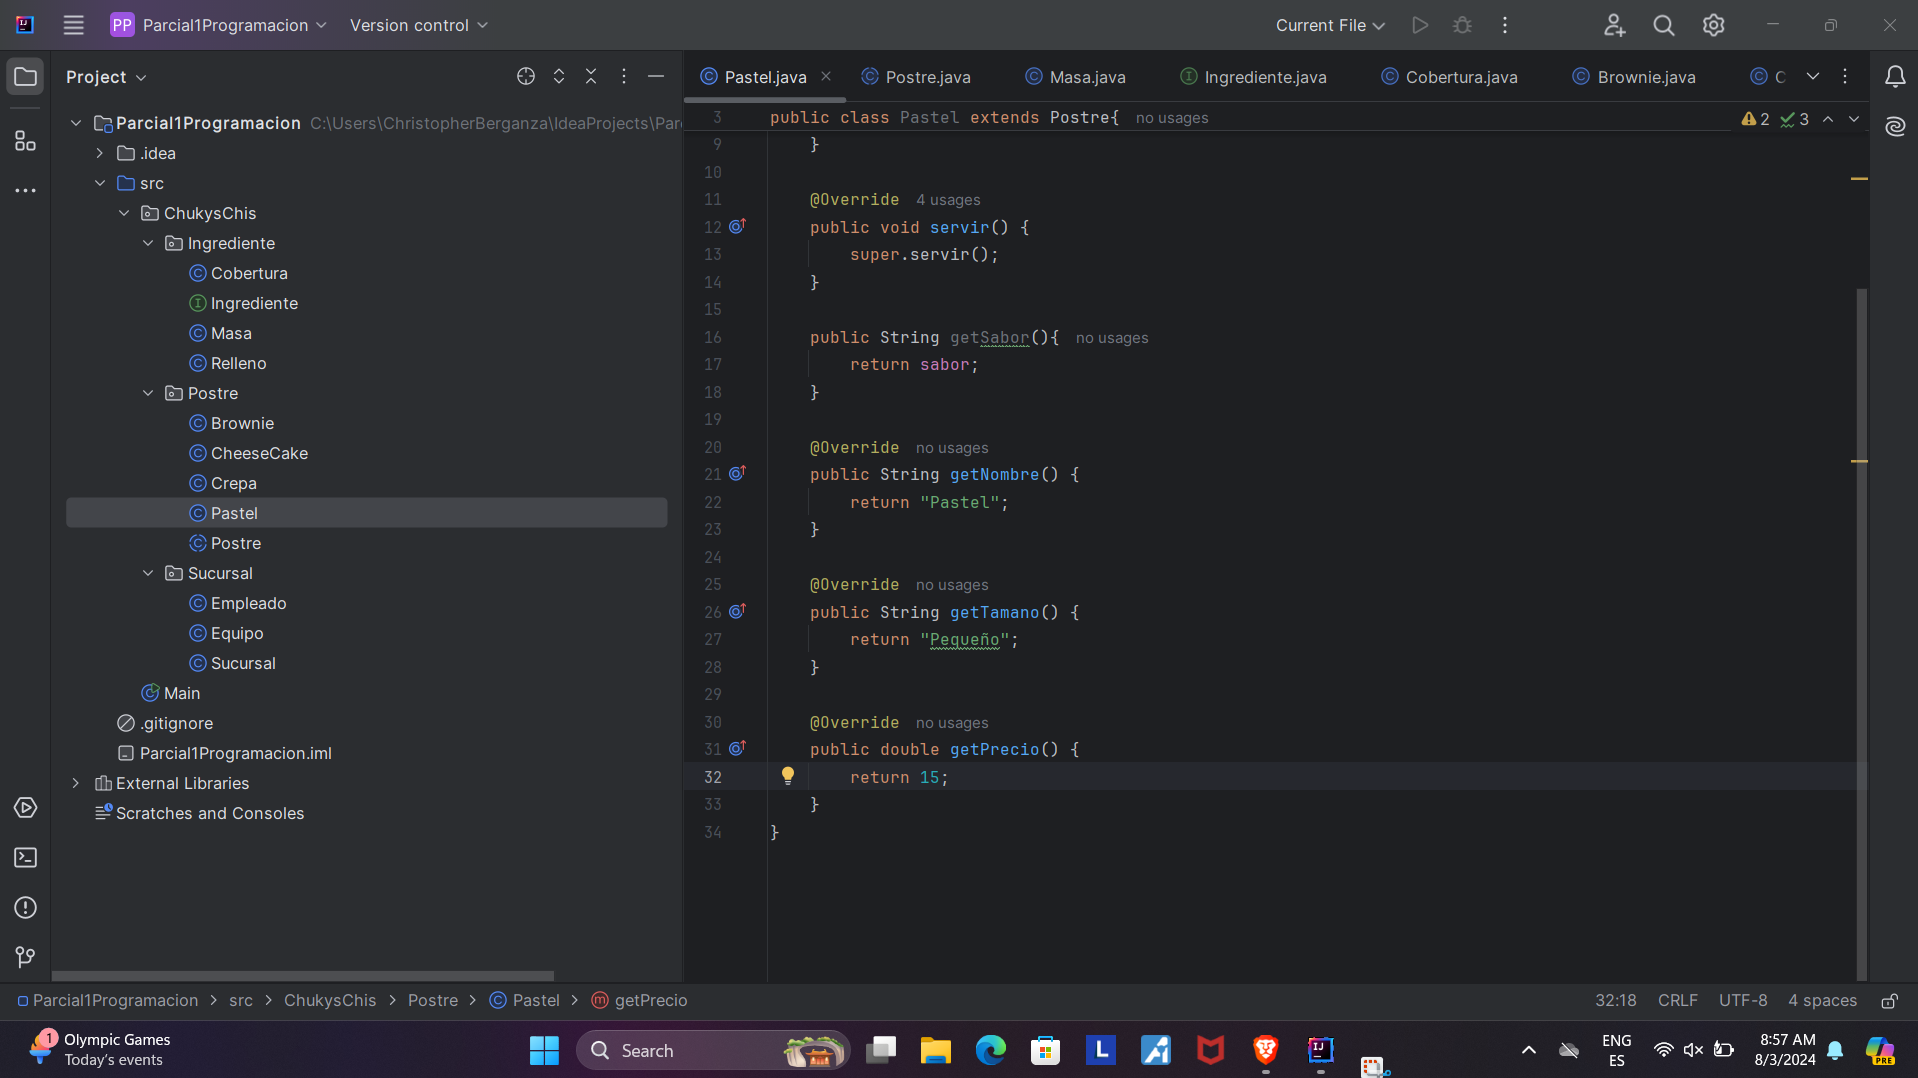 PP Parcial1Programacion Version control Current File
Project
Pastel.java Postre.java Masa.java Ingrediente.java Cobertura.java Brownie.java C
Parcial1Programacion C:\Users\ChristopherBerganza\IdeaProjects\Par
.idea
src
ChukysChis
Ingrediente
Cobertura
Ingrediente
Masa
Relleno
Postre
Brownie
CheeseCake
Crepa
Pastel
Postre
Sucursal
Empleado
Equipo
Sucursal
Main
.gitignore
Parcial1Programacion.iml
External Libraries
Scratches and Consoles
3 public class Pastel extends Postre{ no usages 2 3
9 }
10
11 @Override 4 usages
12 public void servir() {
13 super.servir();
14 }
15
16 public String getSabor(){ no usages
17 return sabor;
18 }
19
20 @Override no usages
21 public String getNombre() {
22 return "Pastel";
23 }
24
25 @Override no usages
26 public String getTamano() {
27 return "Pequeño";
28 }
29
30 @Override no usages
31 public double getPrecio() {
32 return 15;
33 }
34 }
Parcial1Programacion > src > ChukysChis > Postre > Pastel > getPrecio 32:18 CRLF UTF-8 4 spaces
1 Olympic Games
Today's events
Search
ENG
ES
8:57 AM
8/3/2024
PRE